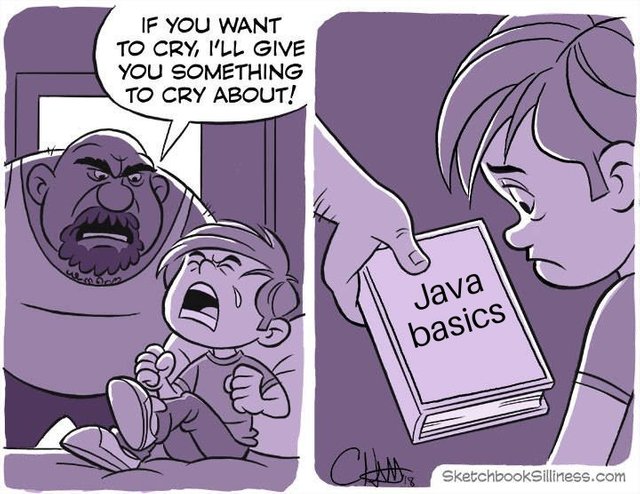 IF YOU WANT
TO CRY, I'LL GIVE
YOU SOMETHING
TO CRY ABOUT!
Java
basics
SketchbookSilliness.com